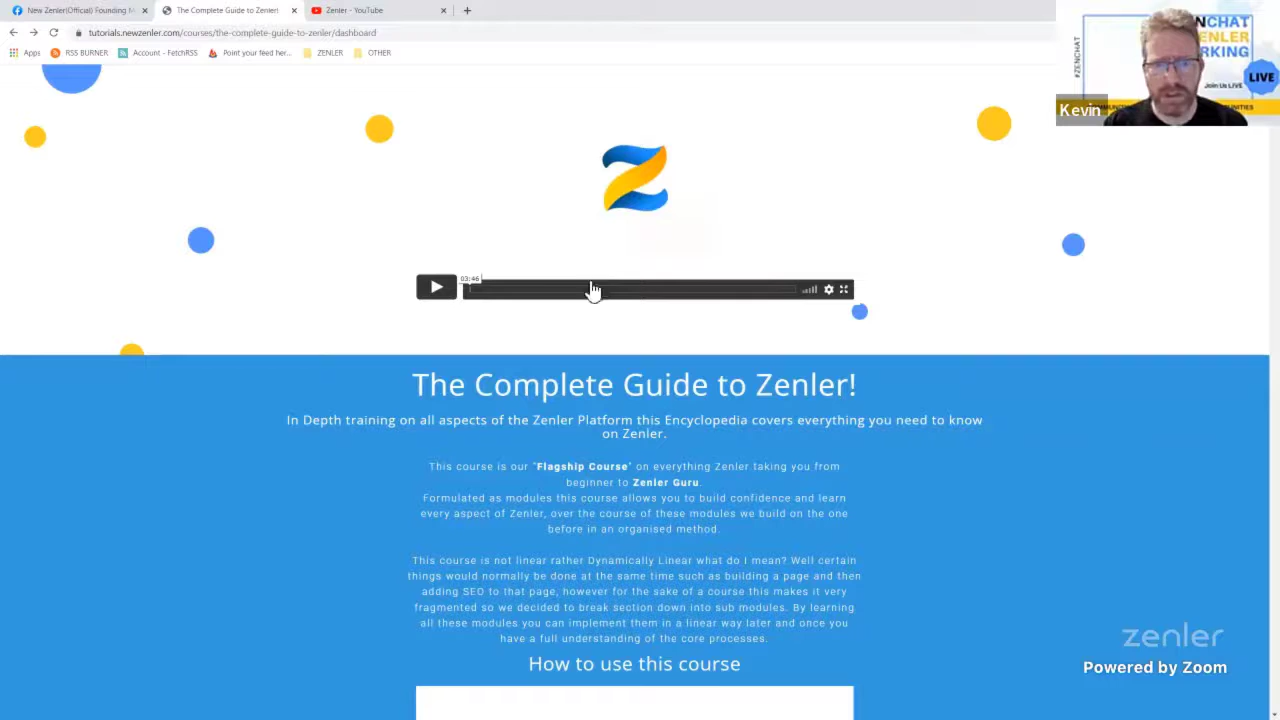 New Zenler(Official) Founding M
The Complete Guide to Zenler!
Zenler - YouTube
tutorials.newzenler.com/courses/the-complete-guide-to-zenler/dashboard
Apps
RSS BURNER
Account - FetchRSS
Point your feed her...
ZENLER
OTHER
#ZENCHAT
NCHAT
ENLER
RKING
Join Us LIVE
LIVE
Kevin
03:46
The Complete Guide to Zenler!
In Depth training on all aspects of the Zenler Platform this Encyclopedia covers everything you need to know
on Zenler.
This course is our "Flagship Course" on everything Zenler taking you from
beginner to Zenler Guru.
Formulated as modules this course allows you to build confidence and learn
every aspect of Zenler, over the course of these modules we build on the one
before in an organised method.
This course is not linear rather Dynamically Linear what do I mean? Well certain
things would normally be done at the same time such as building a page and then
adding SEO to that page, however for the sake of a course this makes it very
fragmented so we decided to break section down into sub modules. By learning
all these modules you can implement them in a linear way later and once you
have a full understanding of the core processes.
How to use this course
zenler
Powered by Zoom